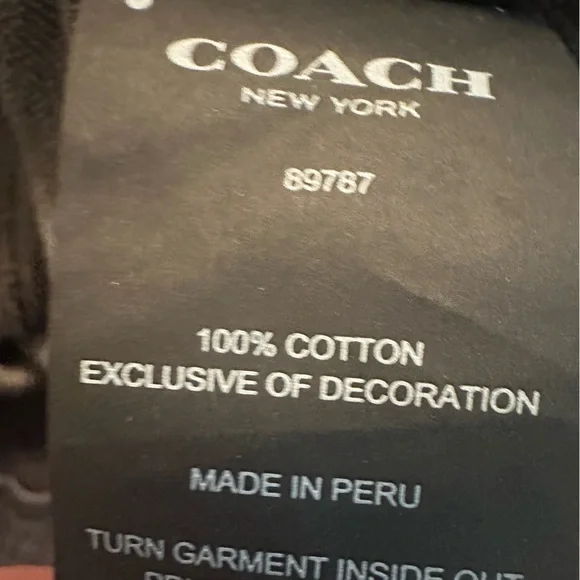 COACH
NEW YORK
89787
100% COTTON
EXCLUSIVE OF DECORATION
MADE IN PERU
TURN GARMENT INSIDE OUT